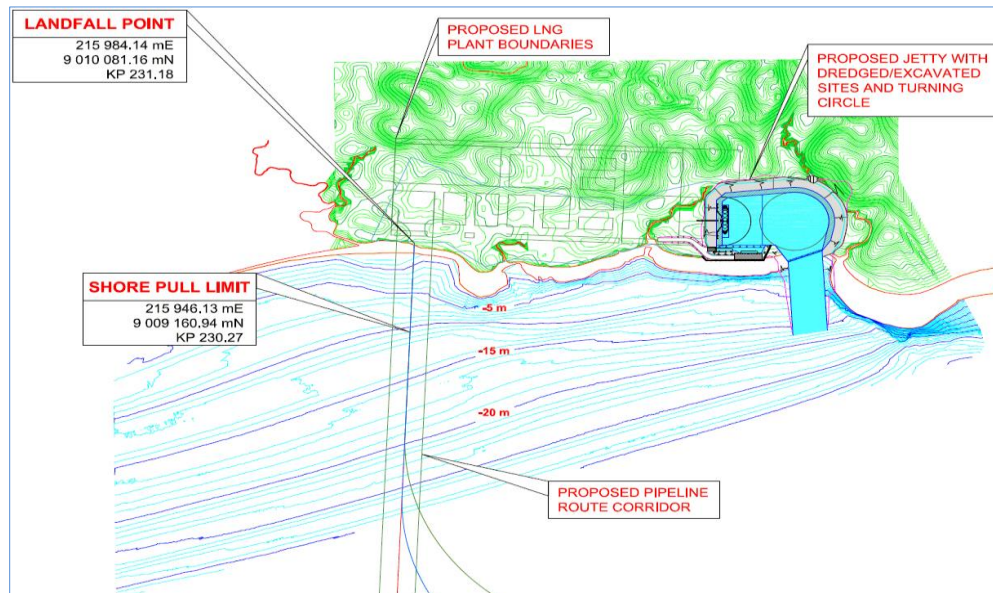 LANDFALL POINT
215 984.14 mE
9 010 081.16 mN
KP 231.18
PROPOSED LNG
PLANT BOUNDARIES
PROPOSED JETTY WITH
DREDGED/EXCAVATED
SITES AND TURNING
CIRCLE
SHORE PULL LIMIT
215 946.13 mE
9 009 160.94 mN
KP 230.27
-5 m
-15 m
-20 m
PROPOSED PIPELINE
ROUTE CORRIDOR